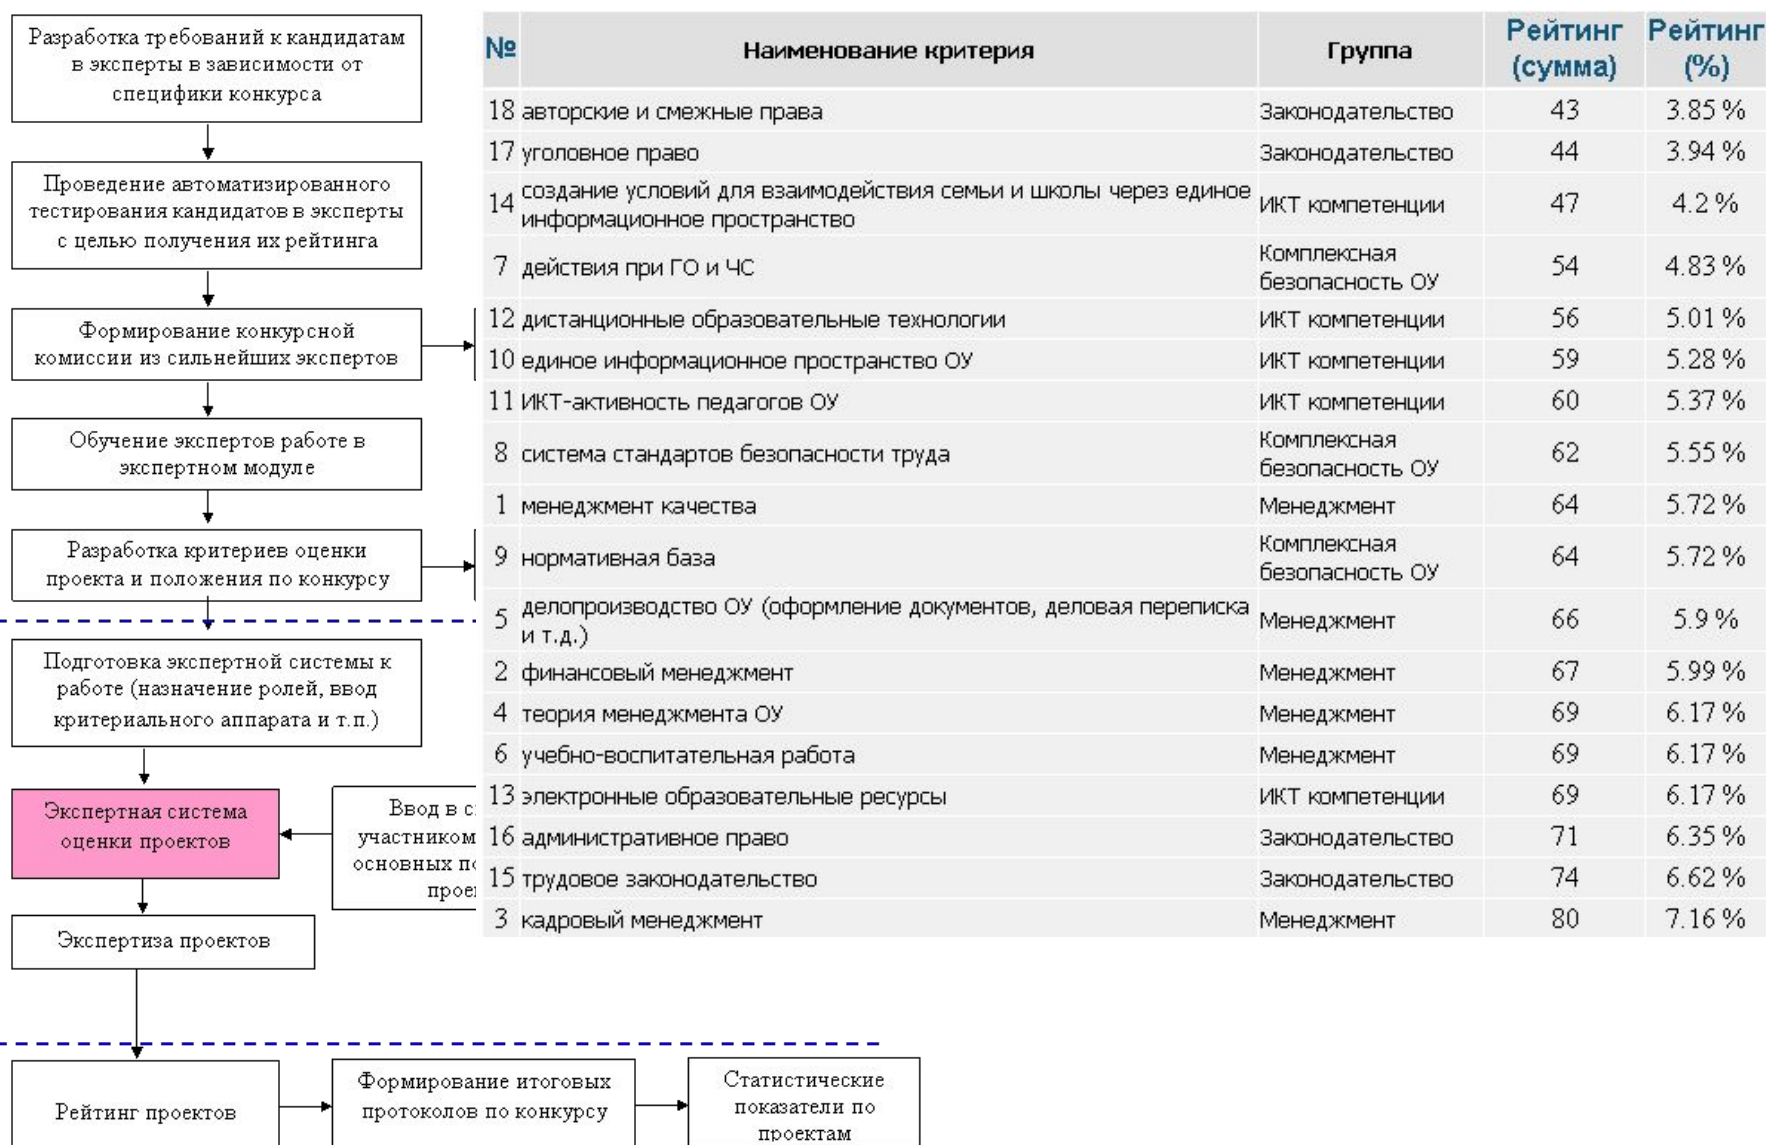 Разработка требований к кандидатам
в эксперты в зависимости от
специфики конкурса
Проведение автоматизированного
тестирования кандидатов в эксперты
с целью получения их рейтинга
Формирование конкурсной
комиссии из сильнейших экспертов
Обучение экспертов работе в
экспертном модуле
Разработка критериев оценки
проекта и положения по конкурсу
Подготовка экспертной системы к
работе (назначение ролей, ввод
критериального аппарата и т.п.)
Экспертная система
оценки проектов
Ввод в
участником
основных
Экспертиза проектов
Рейтинг проектов
Формирование итоговых
протоколов по конкурсу
Статистические
показатели по
проектам
№ Наименование критерия Группа Рейтинг (сумма) Рейтинг (%)
18 авторские и смежные права Законодательство 43 3.85 %
17 уголовное право Законодательство 44 3.94 %
14 создание условий для взаимодействия семьи и школы через единое
информационное пространство ИКТ компетенции 47 4.2 %
7 действия при ГО и ЧС Комплексная безопасность ОУ 54 4.83 %
12 дистанционные образовательные технологии ИКТ компетенции 56 5.01 %
10 единое информационное пространство ОУ ИКТ компетенции 59 5.28 %
11 ИКТ-активность педагогов ОУ ИКТ компетенции 60 5.37 %
8 система стандартов безопасности труда Комплексная безопасность ОУ 62 5.55 %
1 менеджмент качества Менеджмент 64 5.72 %
9 нормативная база Комплексная безопасность ОУ 64 5.72 %
5 делопроизводство ОУ (оформление документов, деловая переписка
и т.д.) Менеджмент 66 5.9 %
2 финансовый менеджмент Менеджмент 67 5.99 %
4 теория менеджмента ОУ Менеджмент 69 6.17 %
6 учебно-воспитательная работа Менеджмент 69 6.17 %
13 электронные образовательные ресурсы ИКТ компетенции 69 6.17 %
16 административное право Законодательство 71 6.35 %
15 трудовое законодательство Законодательство 74 6.62 %
3 кадровый менеджмент Менеджмент 80 7.16 %